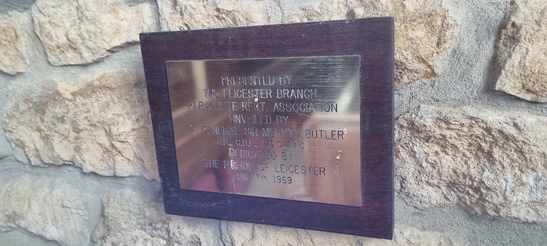 PRESENTED BY
THE LEICESTER BRANCH
PARACHUTE REGT. ASSOCIATION
UNVEILED BY
GENERAL SIR MERVYN BUTLER
DEDICATED BY
THE BISHOP OF LEICESTER
1969